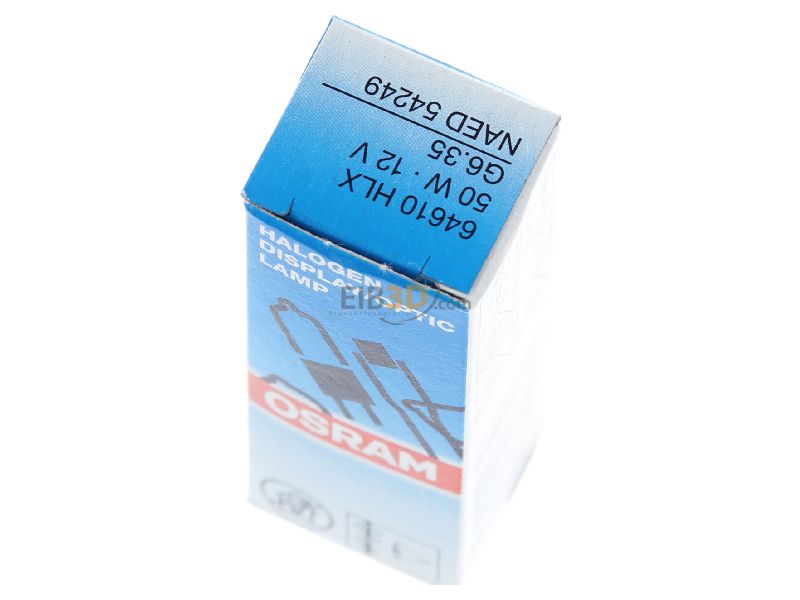 64610 HLX
50 W · 12 V
G6.35
NAED 54249
HALOGEN
DISPLAY/OPTIC
LAMP
EIB3D.com
OSRAM